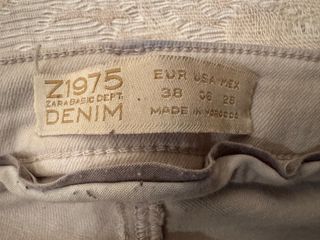 Z1975
ZARA BASIC DEPT.
DENIM
EUR USA MEX
38 06 28
MADE IN MOROCCO